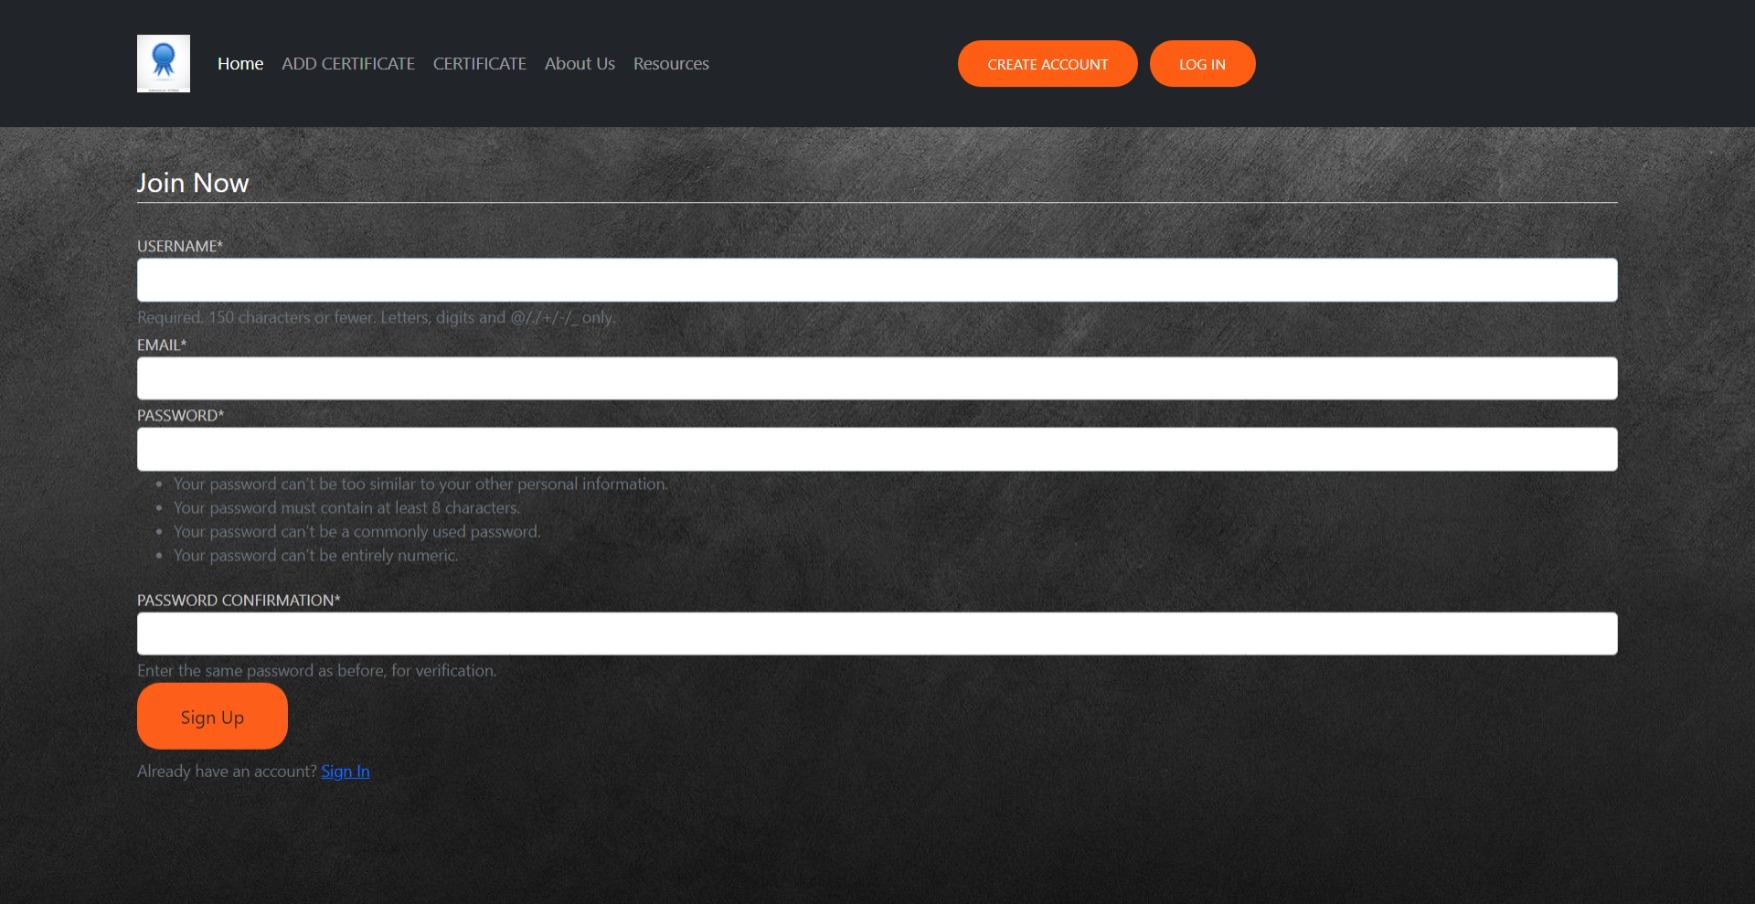 Home ADD CERTIFICATE CERTIFICATE About Us Resources CREATE ACCOUNT LOG IN
Join Now
USERNAME*
Required. 150 characters or fewer. Letters, digits and @/./+/-/_ only.
EMAIL*
PASSWORD*
• Your password can't be too similar to your other personal information.
• Your password must contain at least 8 characters.
• Your password can't be a commonly used password.
• Your password can't be entirely numeric.
PASSWORD CONFIRMATION*
Enter the same password as before, for verification.
Sign Up
Already have an account? Sign In